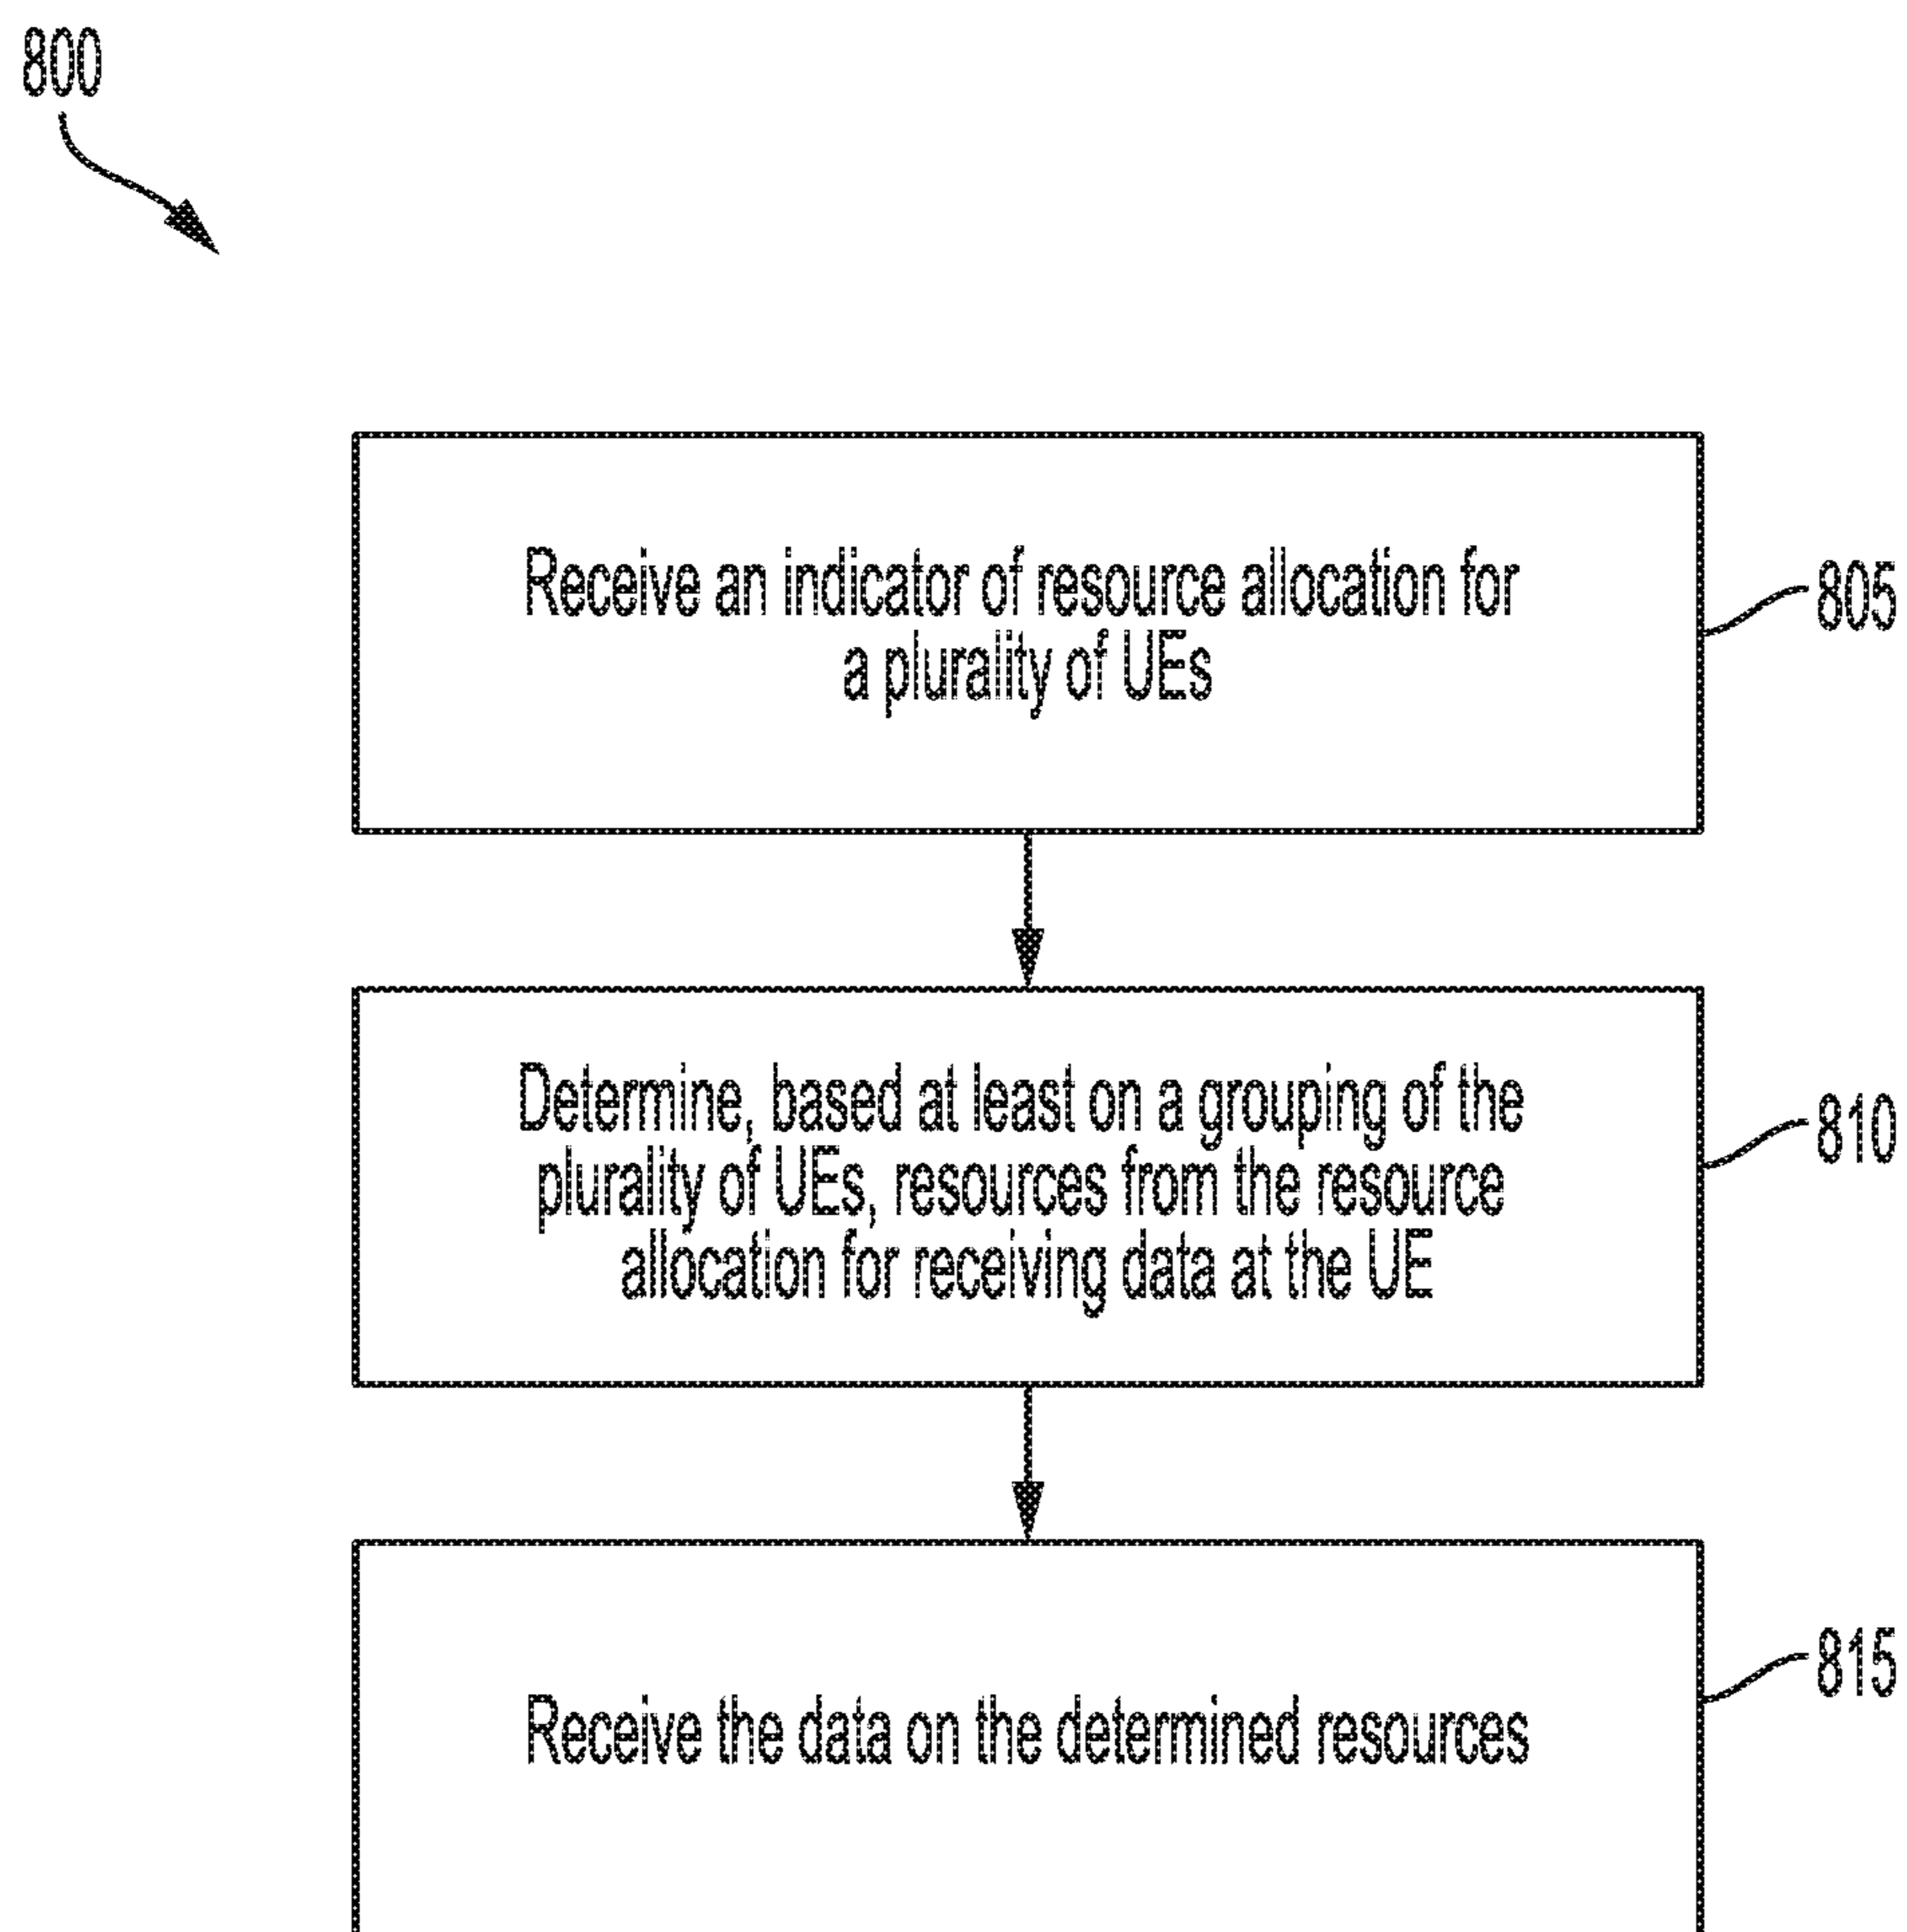 800
Receive an indicator of resource allocation for
a plurality of UEs
805
Determine, based at least on a grouping of the
plurality of UEs, resources from the resource
allocation for receiving data at the UE
810
Receive the data on the determined resources
815